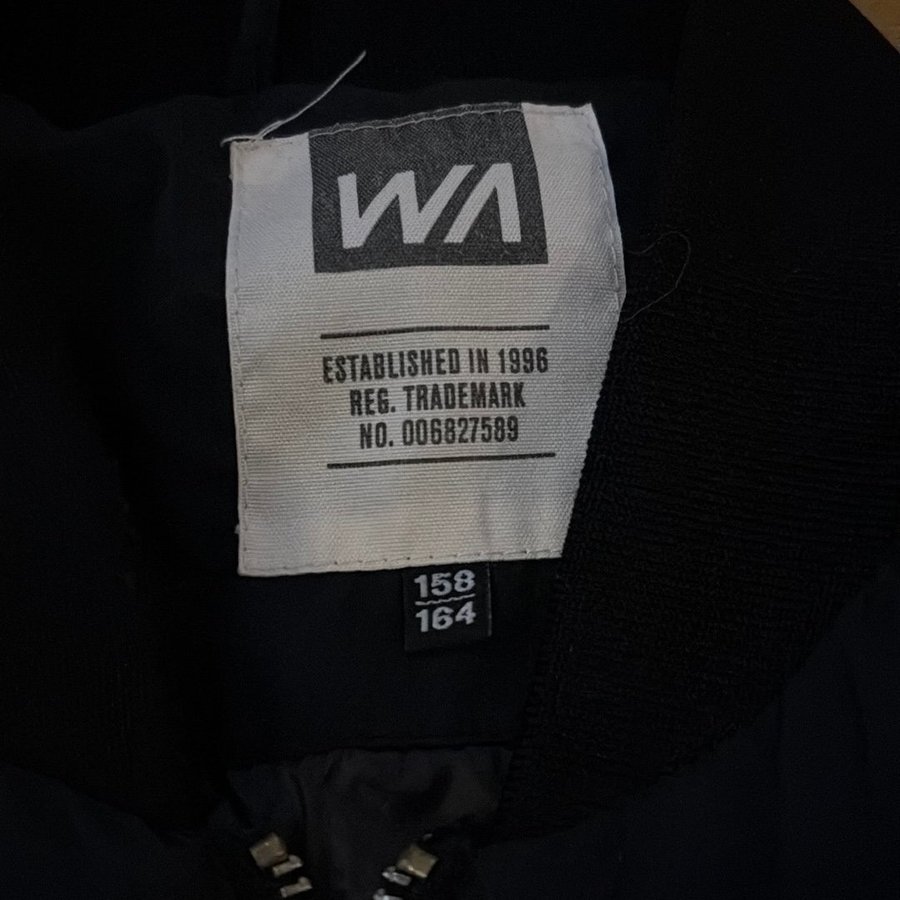 WA
ESTABLISHED IN 1996
REG. TRADEMARK
NO. 006827589
158
164